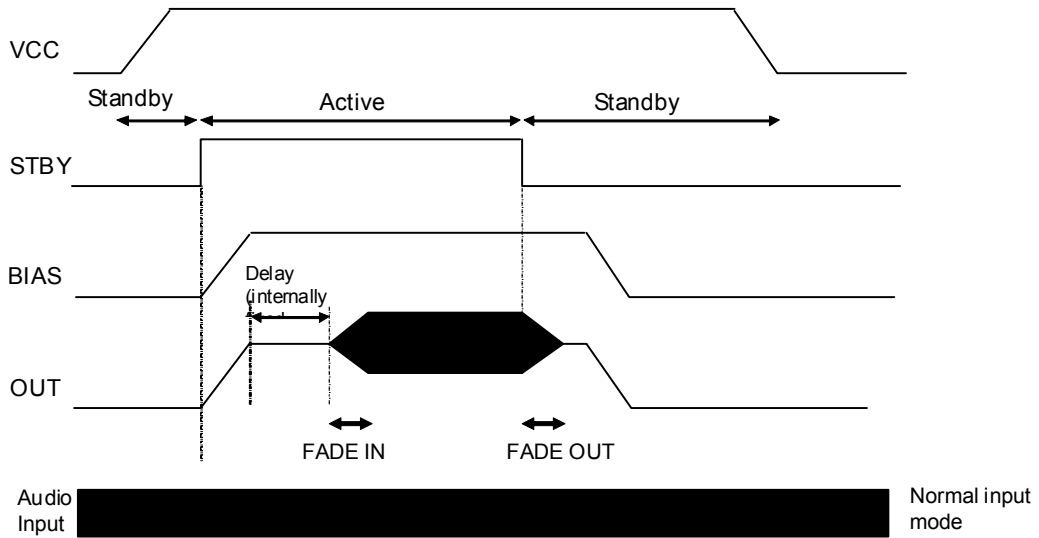 VCC
Standby
Active
Standby
STBY
BIAS
Delay
(internally
OUT
FADE IN
FADE OUT
Audio
Input
Normal input
mode